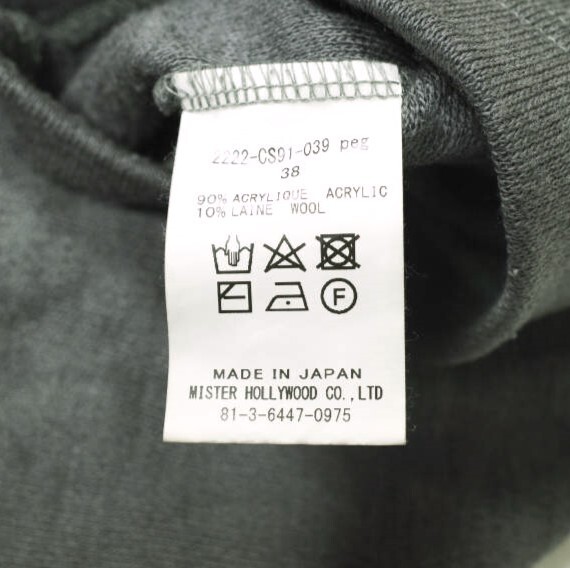 2222-CS91-039 peg
38
90% ACRYLIQUE ACRYLIC
10% LAINE WOOL
F
MADE IN JAPAN
MISTER HOLLYWOOD CO.,LTD
81-3-6447-0975